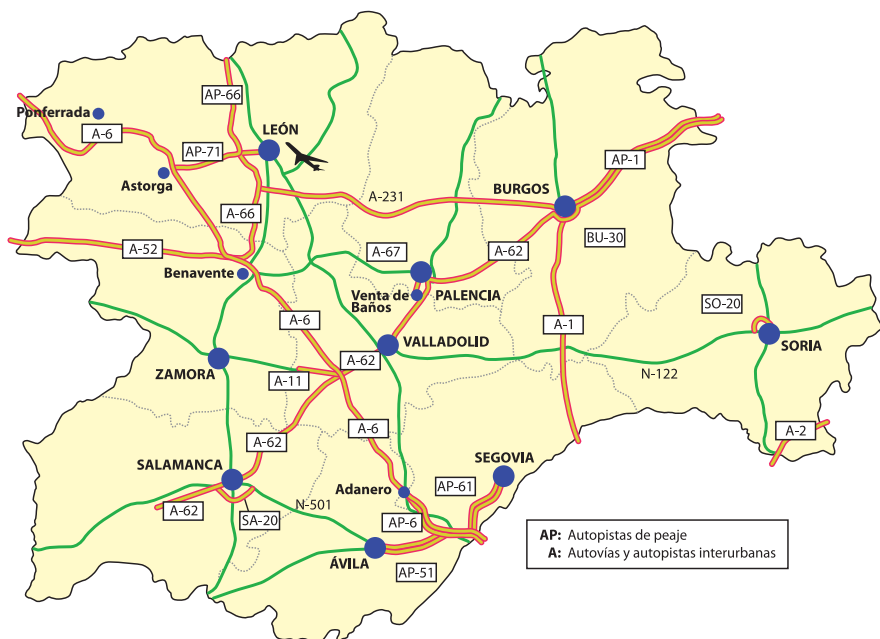 AP-66
Ponferrada
A-6
LEÓN
AP-71
AP-1
Astorga
BURGOS
A-231
A-66
BU-30
A-52
A-67
A-62
Benavente
Venta de
Baños
PALENCIA
SO-20
A-6
A-1
VALLADOLID
SORIA
A-62
ZAMORA
A-11
N-122
A-6
A-2
A-62
SEGOVIA
SALAMANCA
AP-61
Adanero
N-501
A-62
SA-20
AP-6
ÁVILA
AP-51
AP: Autopistas de peaje
A: Autovías y autopistas interurbanas